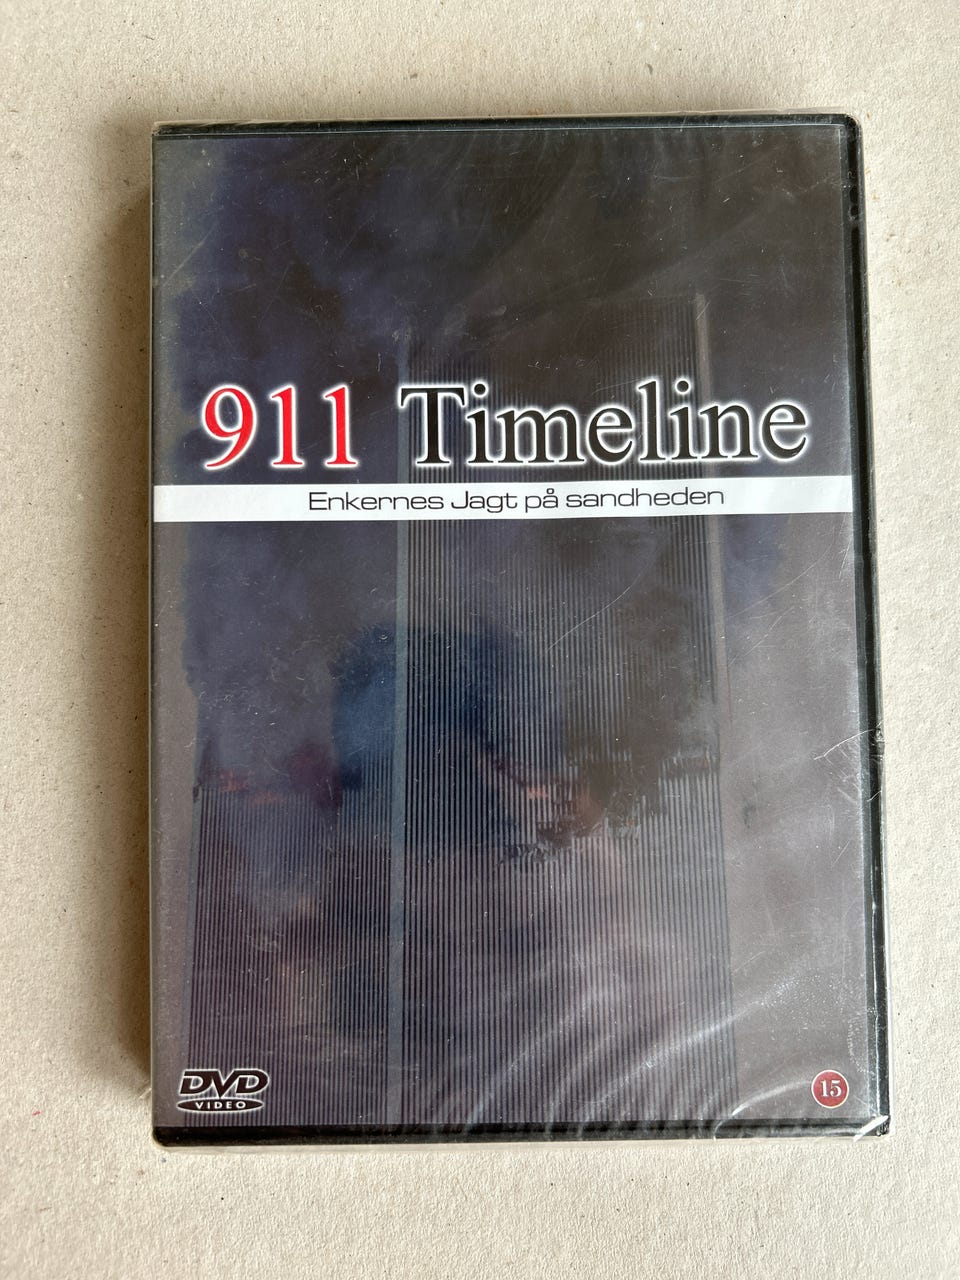 911 Timeline
Enkernes Jagt på sandheden
DVD
VIDEO
15